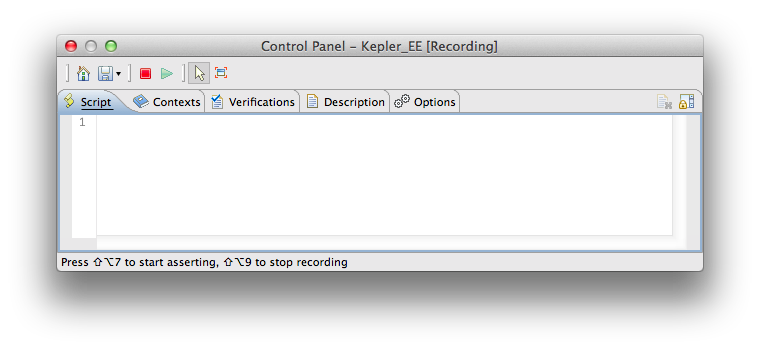 Control Panel – Kepler_EE [Recording]
Script Contexts Verifications Description Options
1
Press ⇧⌥7 to start asserting, ⇧⌥9 to stop recording